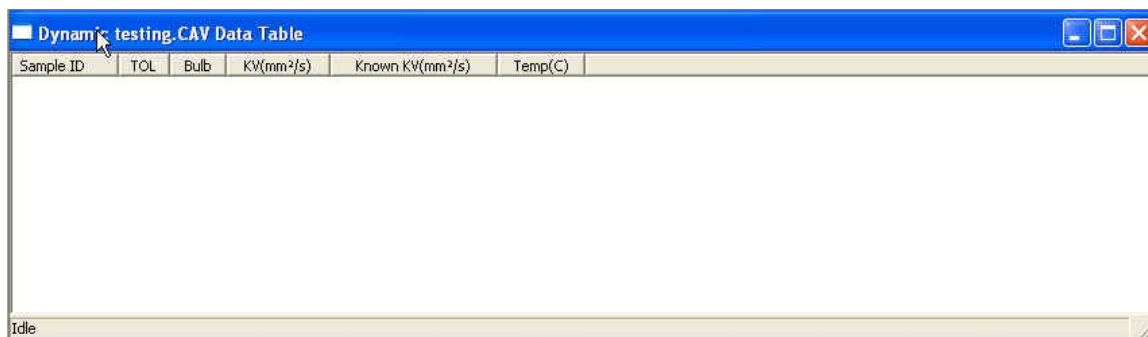 Dynamic testing.CAV Data Table
Sample ID TOL Bulb KV(mm²/s) Known KV(mm²/s) Temp(C)
Idle